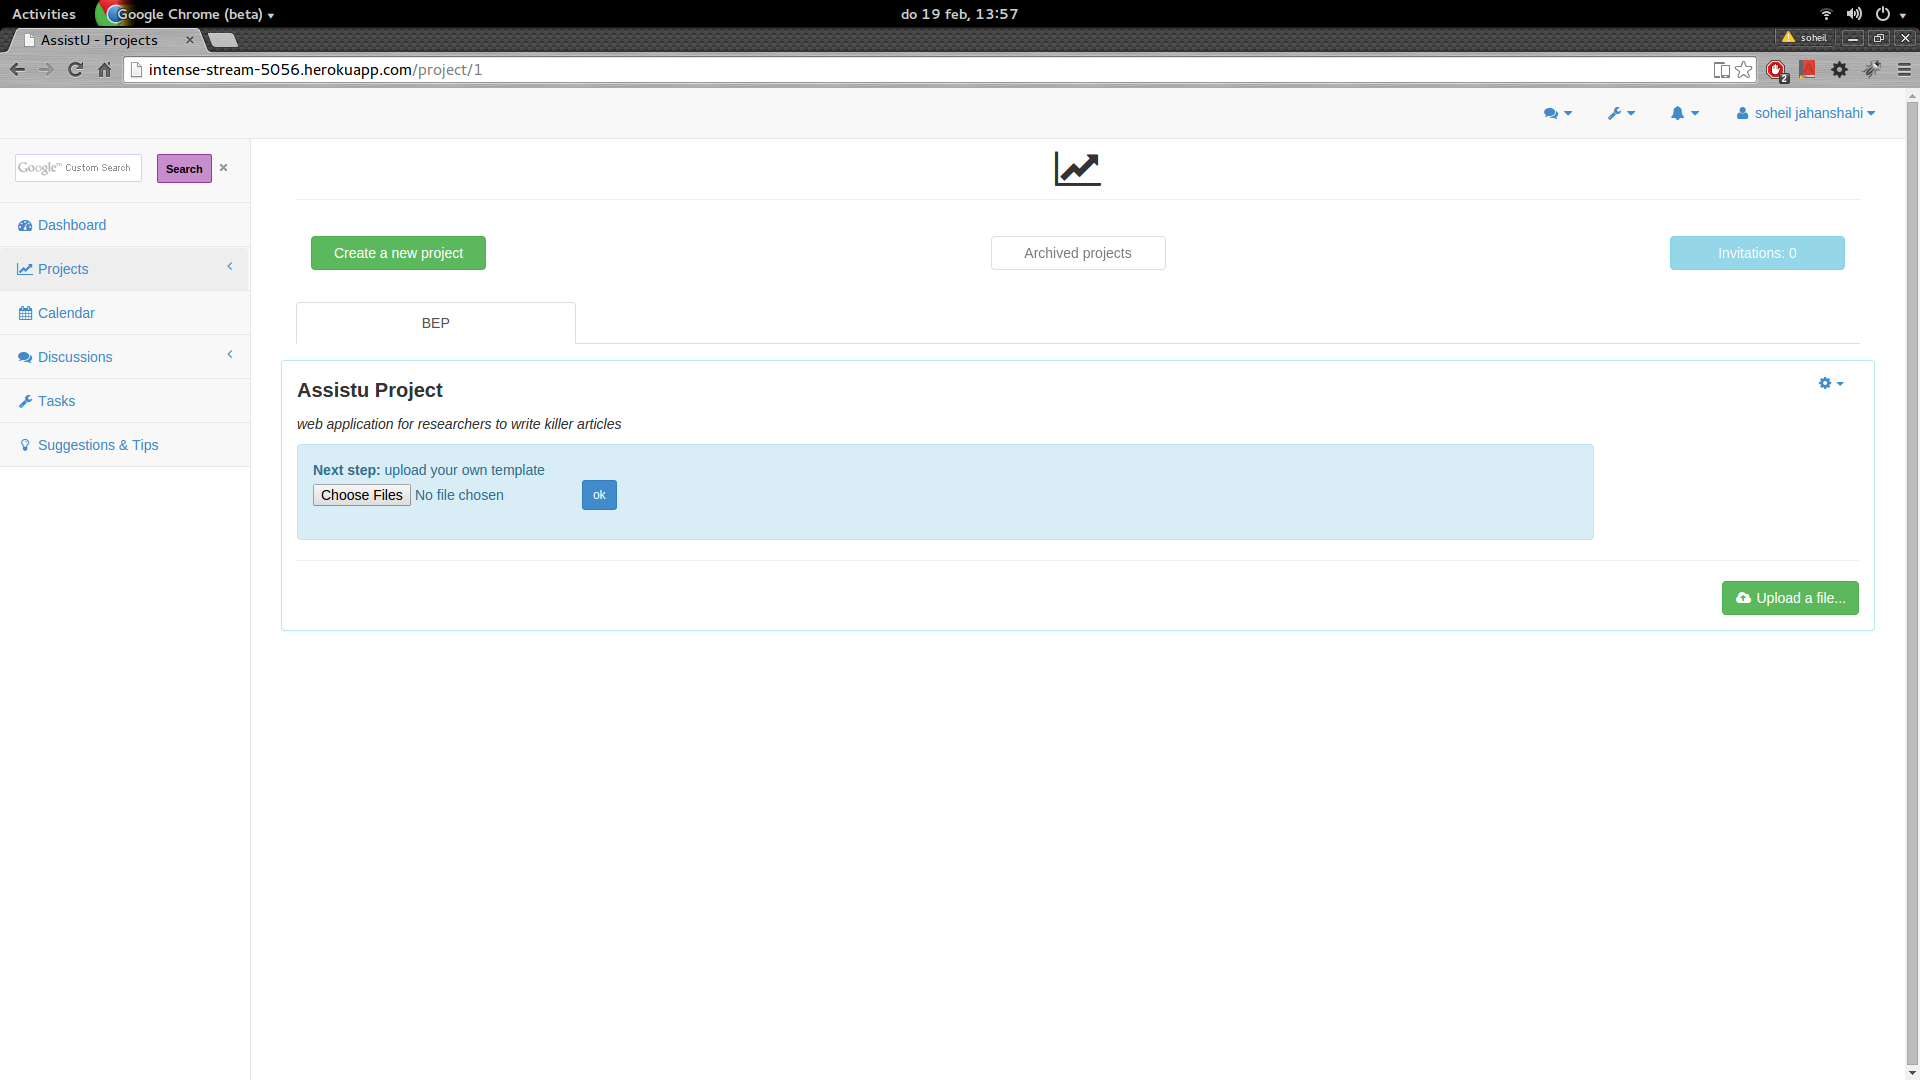 Activities Google Chrome (beta) do 19 feb, 13:57
AssistU - Projects soheil
intense-stream-5056.herokuapp.com/project/1 2
soheil jahanshahi
Google™ Custom Search Search
Dashboard
Projects
Calendar
Discussions
Tasks
Suggestions & Tips
Create a new project Archived projects Invitations: 0
BEP
Assistu Project
web application for researchers to write killer articles
Next step: upload your own template
Choose Files No file chosen ok
Upload a file...